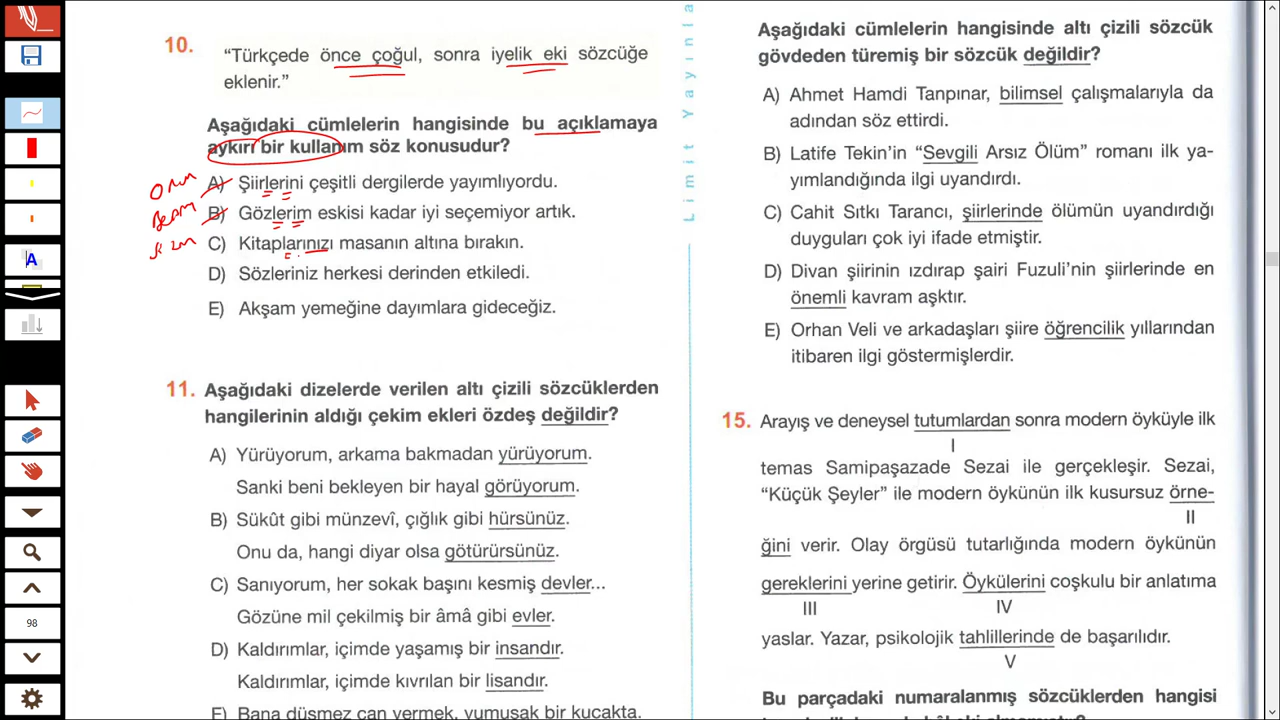 10.
“Türkçede önce çoğul, sonra iyelik eki sözcüğe
eklenir.”
Aşağıdaki cümlelerin hangisinde bu açıklamaya
aykırı bir kullanım söz konusudur?
A) Şiirlerini çeşitli dergilerde yayımlıyordu.
B) Gözlerim eskisi kadar iyi seçemiyor artık.
C) Kitaplarınızı masanın altına bırakın.
D) Sözleriniz herkesi derinden etkiledi.
E) Akşam yemeğine dayımlara gideceğiz.
11. Aşağıdaki dizelerde verilen altı çizili sözcüklerden
hangilerinin aldığı çekim ekleri özdeş değildir?
A) Yürüyorum, arkama bakmadan yürüyorum.
Sanki beni bekleyen bir hayal görüyorum.
B) Sükût gibi münzevî, çığlık gibi hürsünüz.
Onu da, hangi diyar olsa götürürsünüz.
C) Sanıyorum, her sokak başını kesmiş devler...
Gözüne mil çekilmiş bir âmâ gibi evler.
D) Kaldırımlar, içimde yaşamış bir insandır.
Kaldırımlar, içimde kıvrılan bir lisandır.
E) Bana düşmez can vermek, yumuşak bir kucakta.
Limit Yayınla
Aşağıdaki cümlelerin hangisinde altı çizili sözcük
gövdeden türemiş bir sözcük değildir?
A) Ahmet Hamdi Tanpınar, bilimsel çalışmalarıyla da
adından söz ettirdi.
B) Latife Tekin’in “Sevgili Arsız Ölüm” romanı ilk ya-
yımlandığında ilgi uyandırdı.
C) Cahit Sıtkı Tarancı, şiirlerinde ölümün uyandırdığı
duyguları çok iyi ifade etmiştir.
D) Divan şiirinin ızdırap şairi Fuzuli’nin şiirlerinde en
önemli kavram aşktır.
E) Orhan Veli ve arkadaşları şiire öğrencilik yıllarından
itibaren ilgi göstermişlerdir.
15. Arayış ve deneysel tutumlardan sonra modern öyküyle ilk
I
temas Samipaşazade Sezai ile gerçekleşir. Sezai,
“Küçük Şeyler” ile modern öykünün ilk kusursuz örne-
II
ğini verir. Olay örgüsü tutarlığında modern öykünün
gereklerini yerine getirir. Öykülerini coşkulu bir anlatıma
III IV
yaslar. Yazar, psikolojik tahlillerinde de başarılıdır.
V
Bu parçadaki numaralanmış sözcüklerden hangisi
A
98